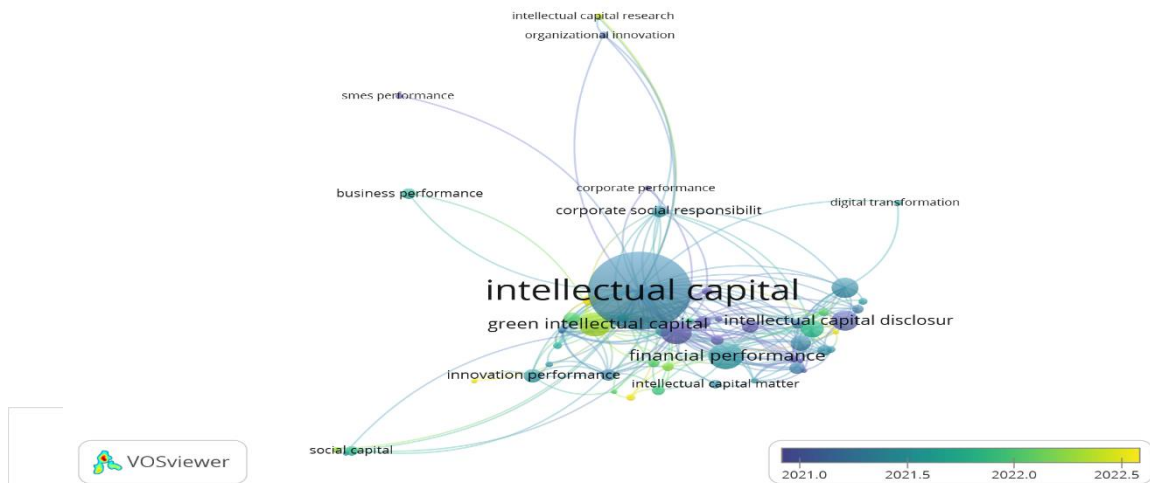 intellectual capital research
organizational innovation
smes performance
corporate performance
business performance
corporate social responsibilit
digital transformation
intellectual capital
green intellectual capital
intellectual capital disclosur
financial performance
innovation performance
intellectual capital matter
social capital
VOSviewer
2021.0 2021.5 2022.0 2022.5